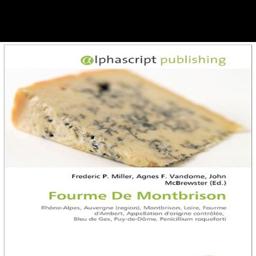 alphascript publishing
Frederic P. Miller, Agnes F. Vandome, John
McBrewster (Ed.)
Fourme De Montbrison
Rhône-Alpes, Auvergne (region), Montbrison, Loire, Fourme
d'Ambert, Appellation d'origine contrôlée,
Bleu de Gex, Puy-de-Dôme, Penicillium roqueforti